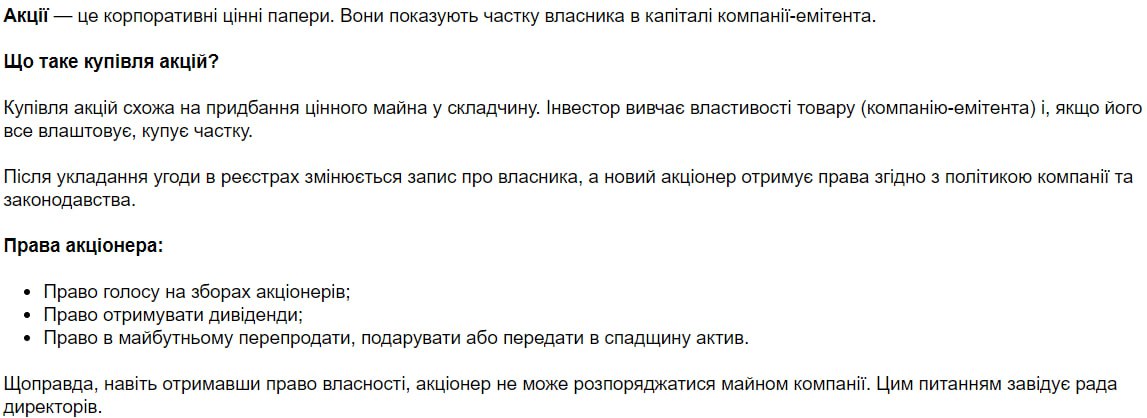 Акції — це корпоративні цінні папери. Вони показують частку власника в капіталі компанії-емітента.
Що таке купівля акцій?
Купівля акцій схожа на придбання цінного майна у складчину. Інвестор вивчає властивості товару (компанію-емітента) і, якщо його
все влаштовує, купує частку.
Після укладання угоди в реєстрах змінюється запис про власника, а новий акціонер отримує права згідно з політикою компанії та
законодавства.
Права акціонера:
• Право голосу на зборах акціонерів;
• Право отримувати дивіденди;
• Право в майбутньому перепродати, подарувати або передати в спадщину актив.
Щоправда, навіть отримавши право власності, акціонер не може розпоряджатися майном компанії. Цим питанням завідує рада
директорів.